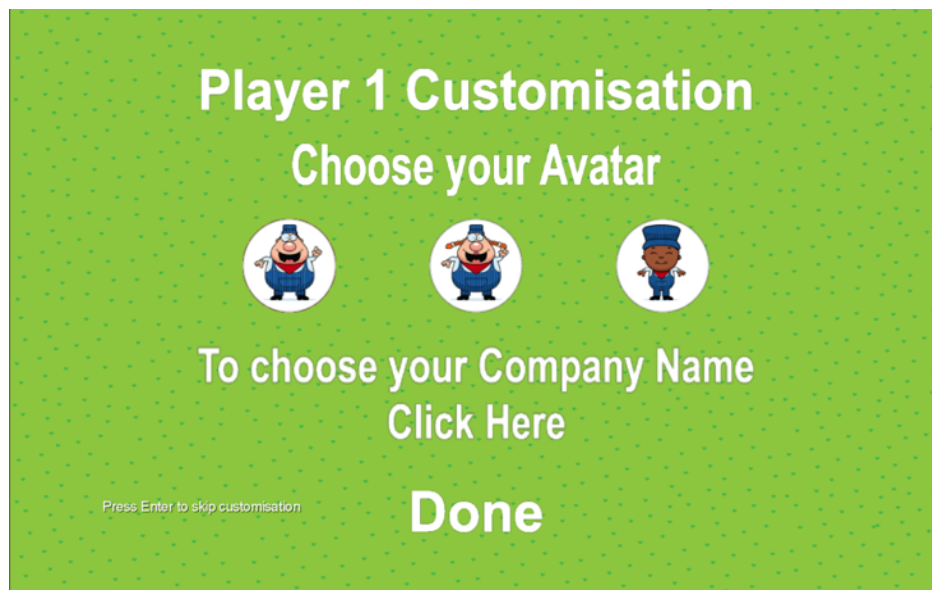 Player 1 Customisation
Choose your Avatar
To choose your Company Name
Click Here
Press Enter to skip customisation
Done